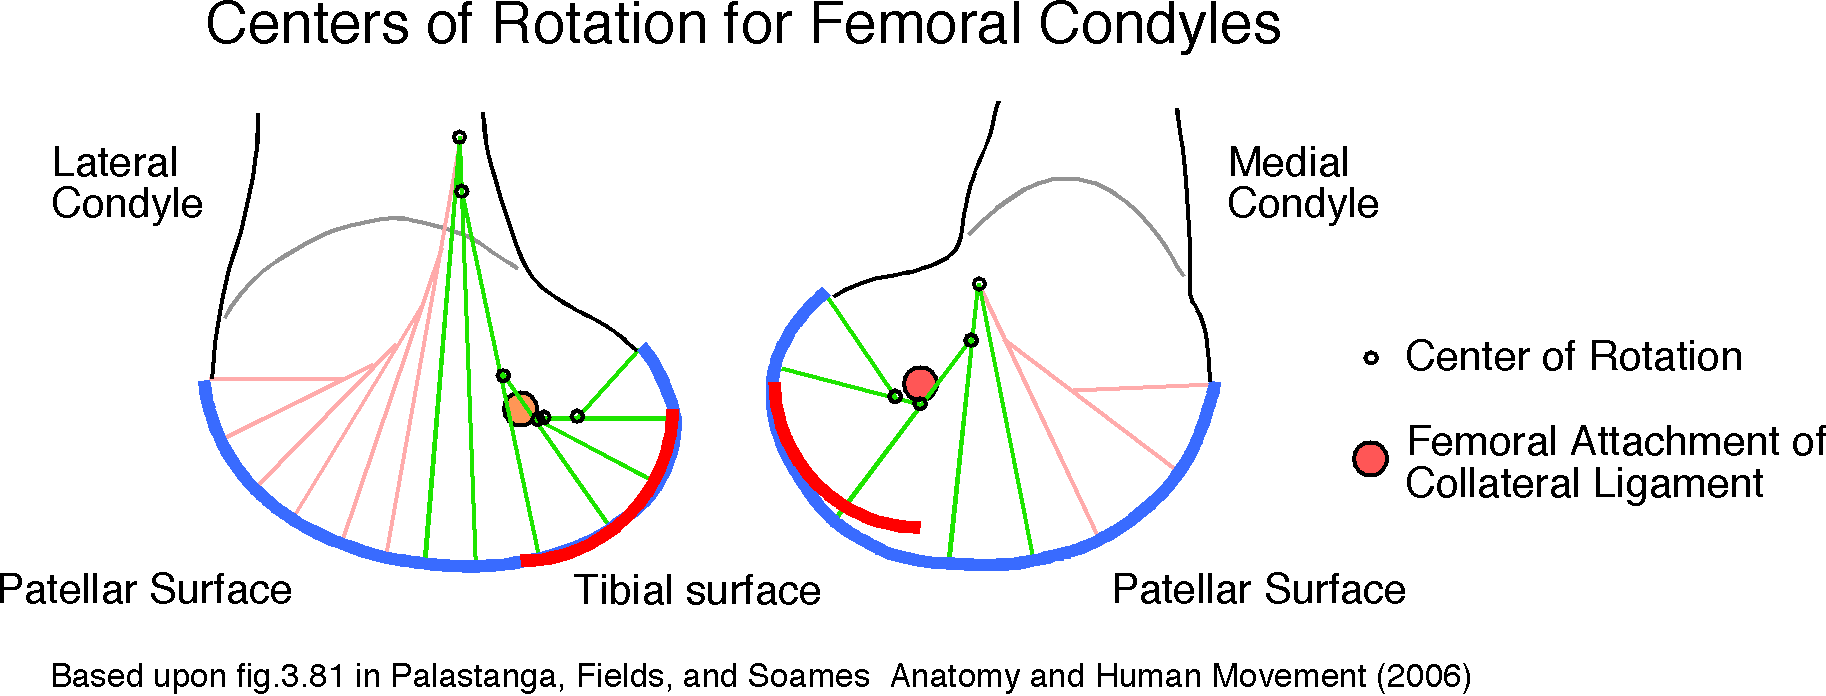 Centers of Rotation for Femoral Condyles
Lateral
Condyle
Medial
Condyle
Center of Rotation
Femoral Attachment of
Collateral Ligament
Patellar Surface
Tibial surface
Patellar Surface
Based upon fig.3.81 in Palastanga, Fields, and Soames  Anatomy and Human Movement (2006)